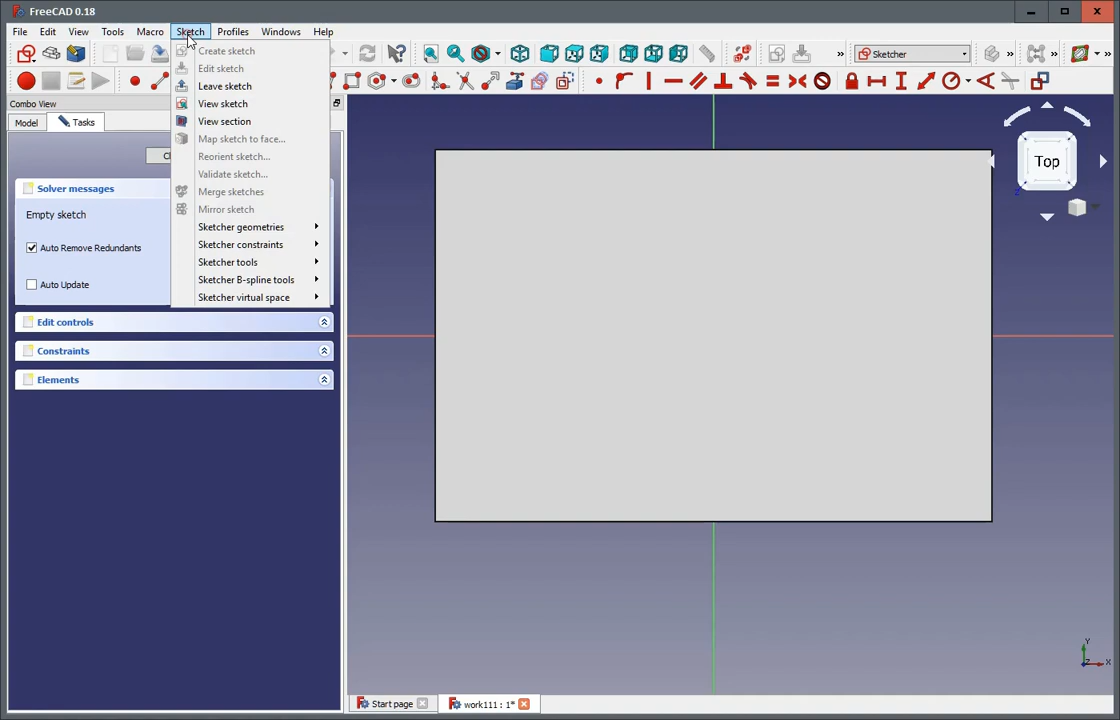 FreeCAD 0.18
File Edit View Tools Macro Sketch Profiles Windows Help
Create sketch
Edit sketch
Leave sketch
View sketch
View section
Map sketch to face...
Reorient sketch...
Validate sketch...
Merge sketches
Mirror sketch
Sketcher geometries
Sketcher constraints
Sketcher tools
Sketcher B-spline tools
Sketcher virtual space
Sketcher
Combo View
Model Tasks
Solver messages
Empty sketch
Auto Remove Redundants
Auto Update
Edit controls
Constraints
Elements
Top
Z
Y
Z X
Start page work111 : 1*